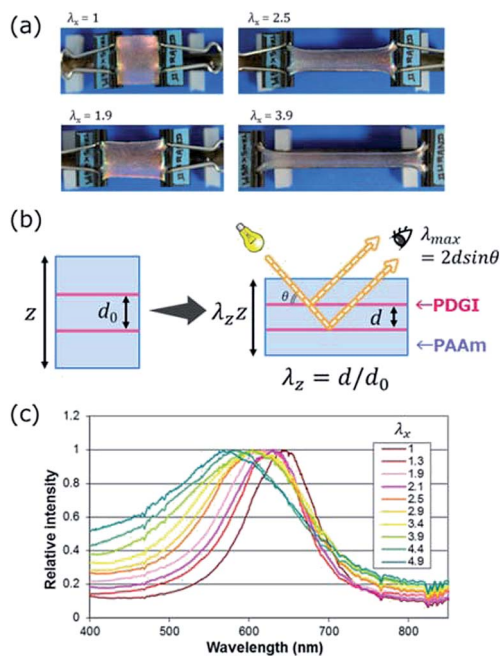 (a)
λx = 1
λx = 2.5
λx = 1.9
λx = 3.9
(b)
z
d0
λz z
θ
d
λmax
= 2dsinθ
←PDGI
←PAAm
λz = d/d0
(c)
Relative intensity
1.2
1
0.8
0.6
0.4
0.2
0
400 500 600 700 800
Wavelength (nm)
λx
1
1.3
1.9
2.1
2.5
2.9
3.4
3.9
4.4
4.9